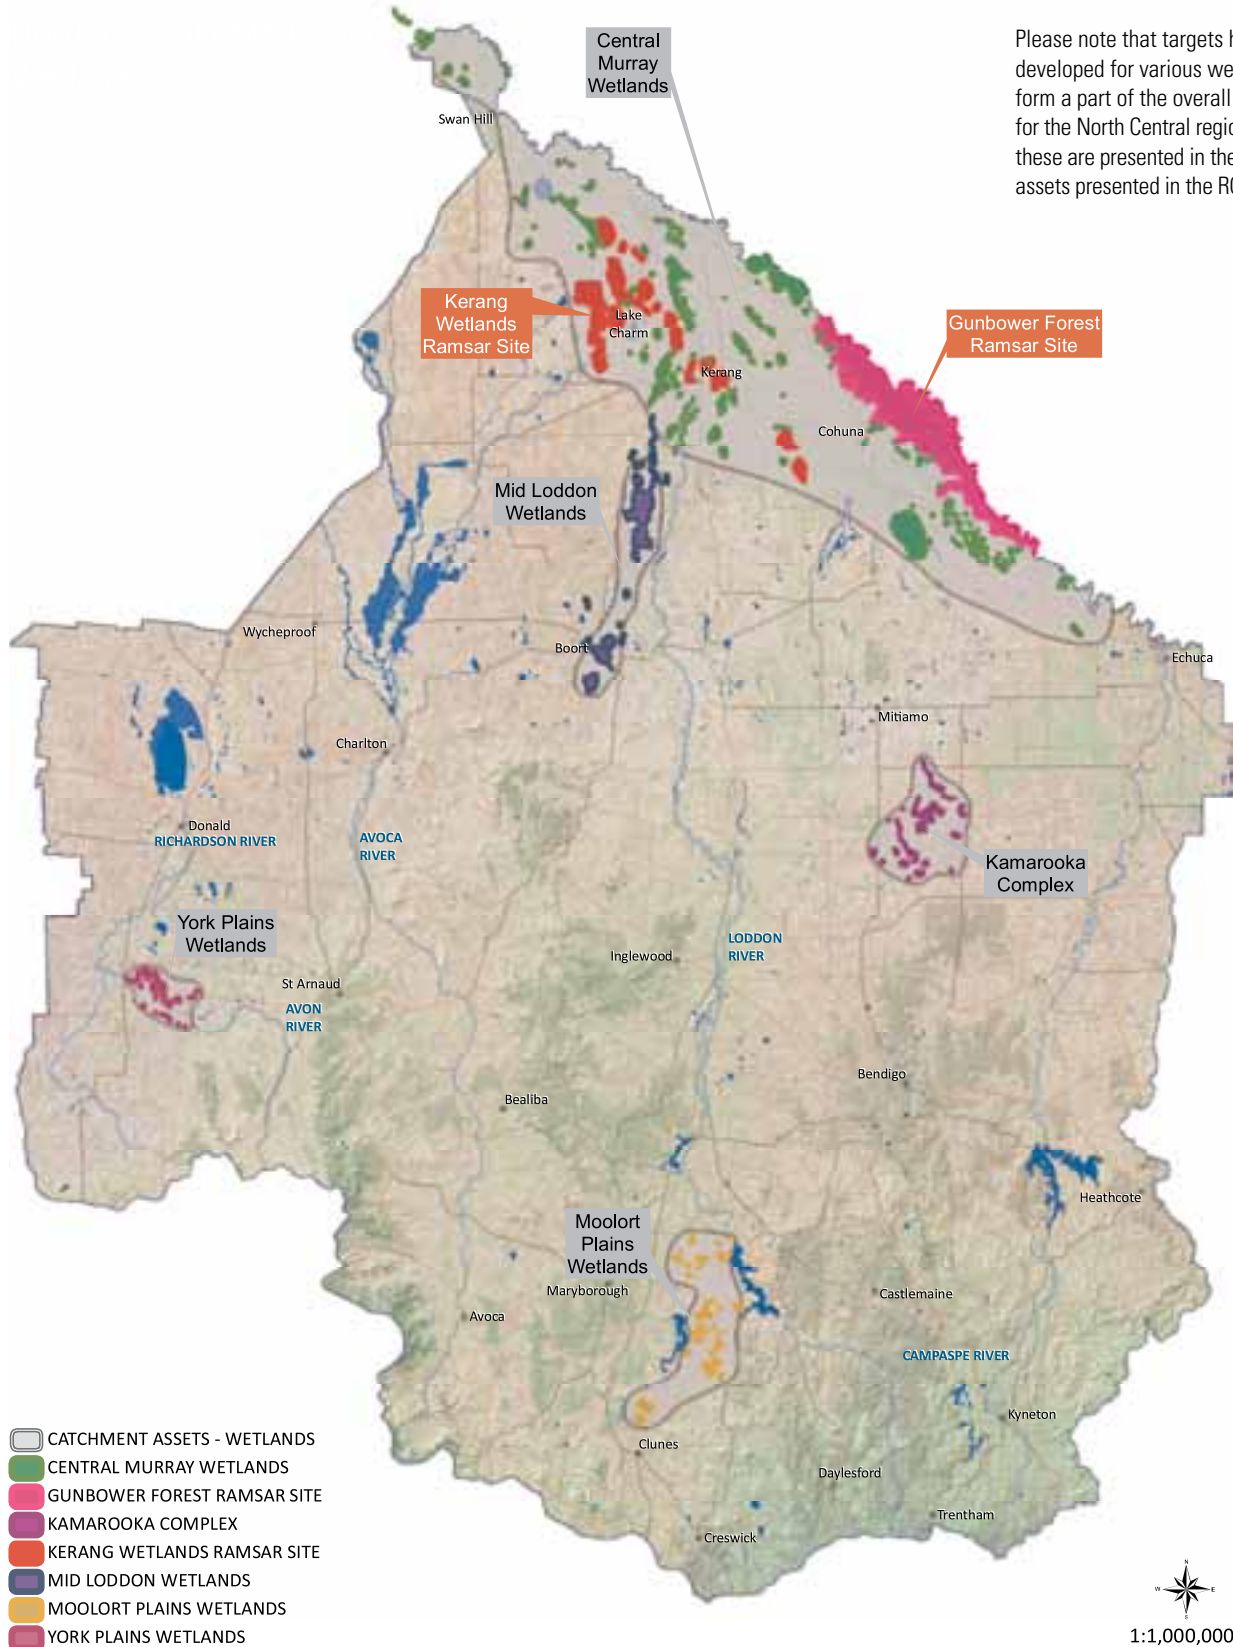 Please note that targets
developed for various
form a part of the overall
for the North Central
these are presented in the
assets presented in the
Central
Murray
Wetlands
Swan Hill
Kerang
Wetlands
Ramsar Site
Lake
Charm
Gunbower Forest
Ramsar Site
Kerang
Cohuna
Mid Loddon
Wetlands
Wycheproof
Boort
Echuca
Mitiamo
Charlton
Donald
RICHARDSON RIVER
AVOCA
RIVER
Kamarooka
Complex
York Plains
Wetlands
LODDON
RIVER
Inglewood
St Arnaud
AVON
RIVER
Bendigo
Bealiba
Heathcote
Moolort
Plains
Wetlands
Maryborough
Castlemaine
Avoca
CAMPASPE RIVER
Kyneton
Clunes
Daylesford
Trentham
Creswick
CATCHMENT ASSETS - WETLANDS
CENTRAL MURRAY WETLANDS
GUNBOWER FOREST RAMSAR SITE
KAMAROOKA COMPLEX
KERANG WETLANDS RAMSAR SITE
MID LODDON WETLANDS
MOOLORT PLAINS WETLANDS
YORK PLAINS WETLANDS
N
W
E
S
1:1,000,000